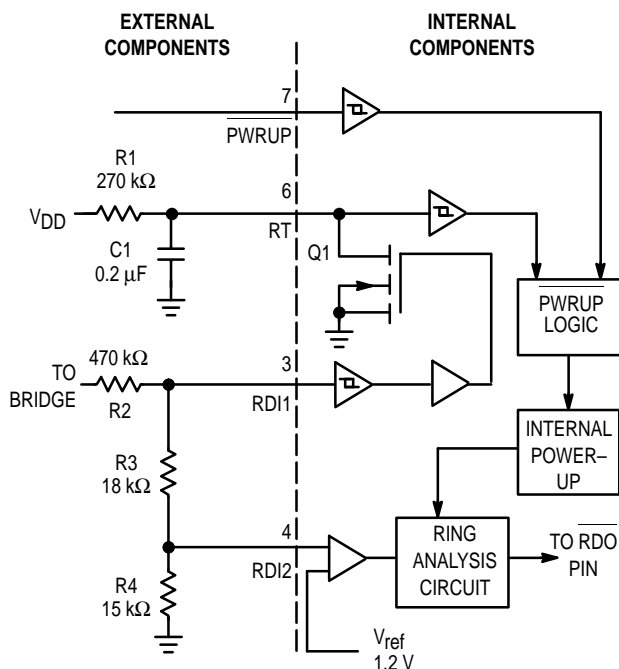 EXTERNAL
COMPONENTS
INTERNAL
COMPONENTS
7
PWRUP
R1
270 kΩ
6
VDD
RT
Q1
C1
0.2 µF
PWRUP
LOGIC
470 kΩ
3
TO
BRIDGE
R2
RDI1
INTERNAL
POWER–
UP
R3
18 kΩ
4
RDI2
RING
ANALYSIS
CIRCUIT
TO RDO
PIN
R4
15 kΩ
Vref
1.2 V